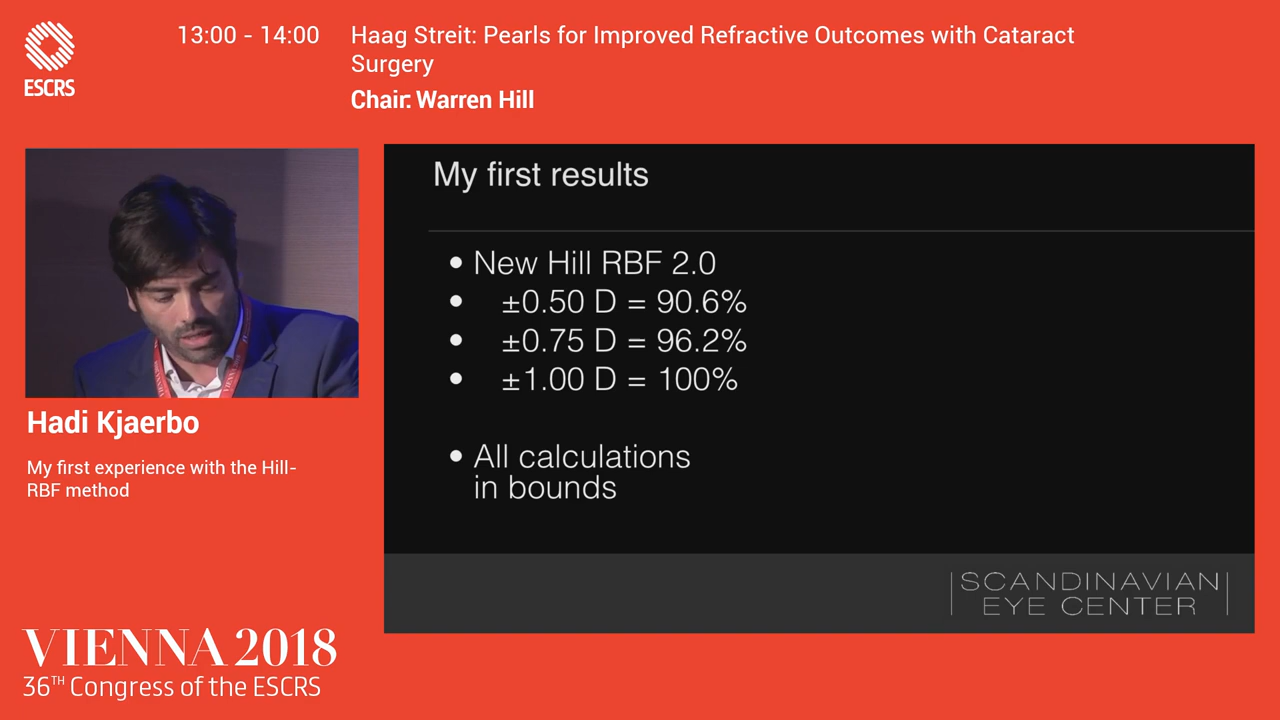 ESCRS
13:00 - 14:00
Haag Streit: Pearls for Improved Refractive Outcomes with Cataract
Surgery
Chair: Warren Hill
My first results
• New Hill RBF 2.0
• ±0.50 D = 90.6%
• ±0.75 D = 96.2%
• ±1.00 D = 100%
• All calculations
in bounds
SCANDINAVIAN
EYE CENTER
Hadi Kjaerbo
My first experience with the Hill-
RBF method
VIENNA 2018
36TH Congress of the ESCRS